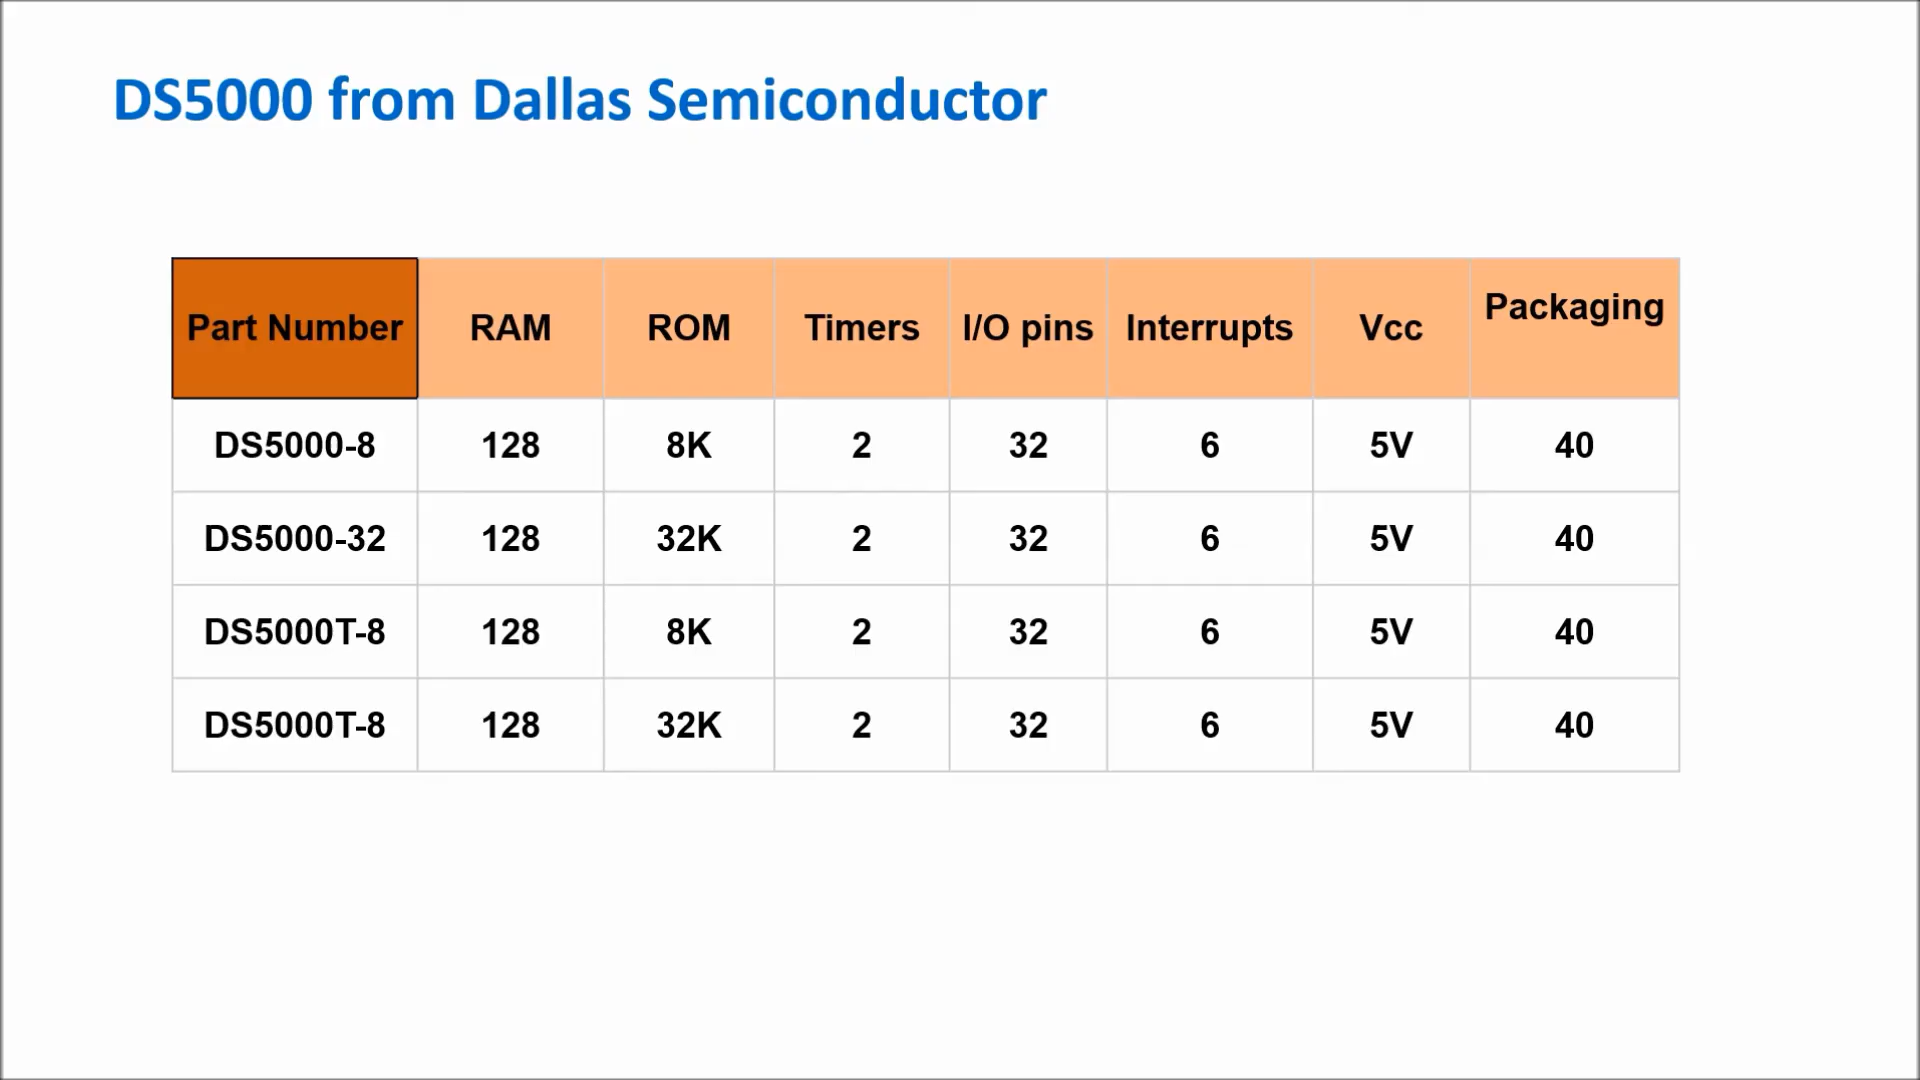 DS5000 from Dallas Semiconductor
Part Number RAM ROM Timers I/O pins Interrupts Vcc Packaging
DS5000-8 128 8K 2 32 6 5V 40
DS5000-32 128 32K 2 32 6 5V 40
DS5000T-8 128 8K 2 32 6 5V 40
DS5000T-8 128 32K 2 32 6 5V 40